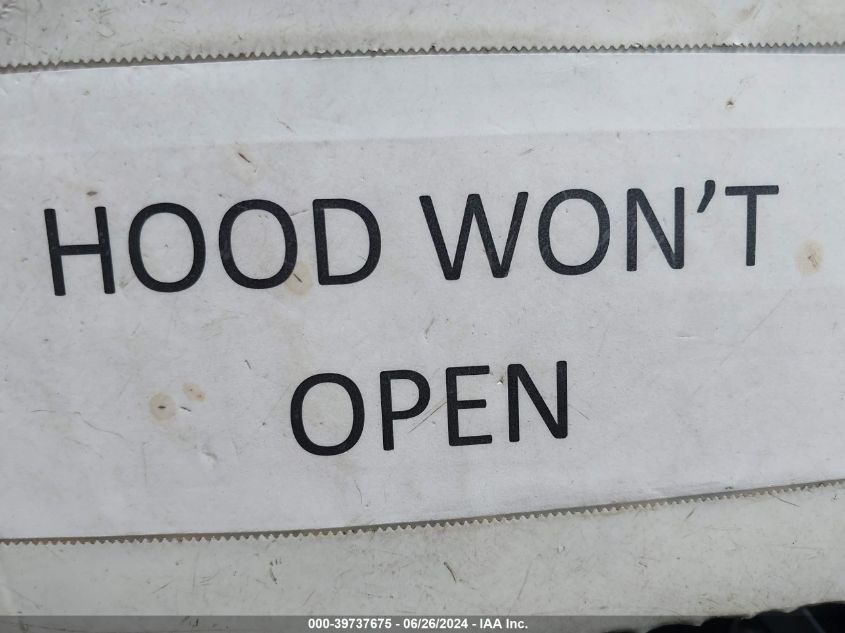 HOOD WON'T
OPEN
000-39737675 - 06/26/2024 - IAA Inc.